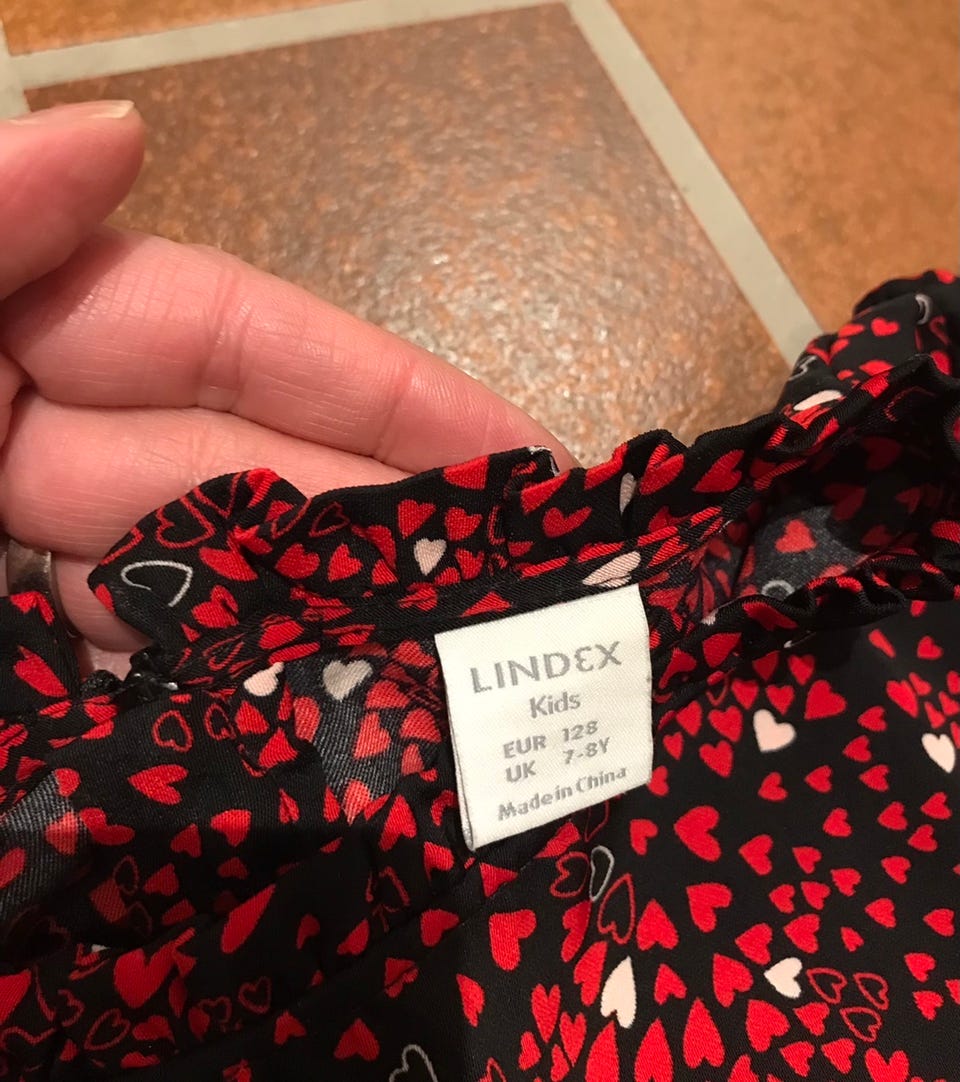 LINDEX
Kids
EUR 128
UK 7-8Y
Made in China